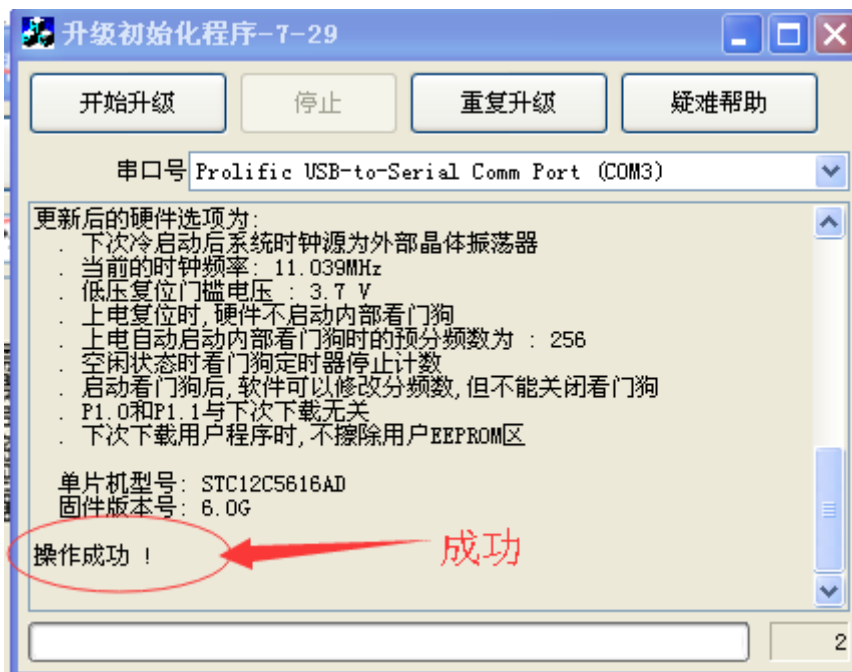 升级初始化程序-7-29
开始升级 停止 重复升级 疑难帮助
串口号 Prolific USB-to-Serial Comm Port (COM3)
更新后的硬件选项为:
. 下次冷启动后系统时钟源为外部晶体振荡器
. 当前的时钟频率: 11.039MHz
. 低压复位门槛电压 : 3.7 V
. 上电复位时,硬件不启动内部看门狗
. 上电自动启动内部看门狗时的预分频数为 : 256
. 空闲状态时看门狗定时器停止计数
. 启动看门狗后,软件可以修改分频数,但不能关闭看门狗
. P1.0和P1.1与下次下载无关
. 下次下载用户程序时,不擦除用户EEPROM区
单片机型号: STC12C5616AD
固件版本号: 6.0G
操作成功 ! 成功
2